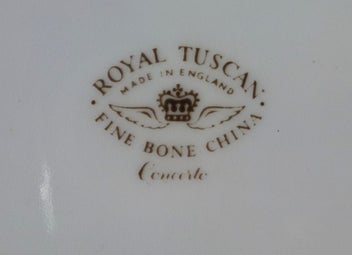 ROYAL TUSCAN
MADE IN ENGLAND
FINE BONE CHINA
Concerto